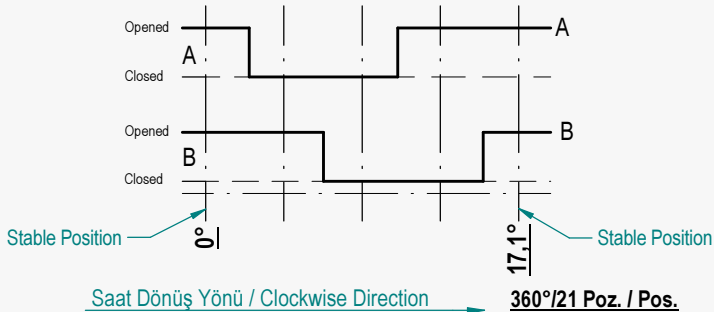 Opened
A
A
Closed
Opened
B
B
Closed
Stable Position
0°
17,1°
Stable Position
Saat Dönüş Yönü / Clockwise Direction
360°/21 Poz. / Pos.